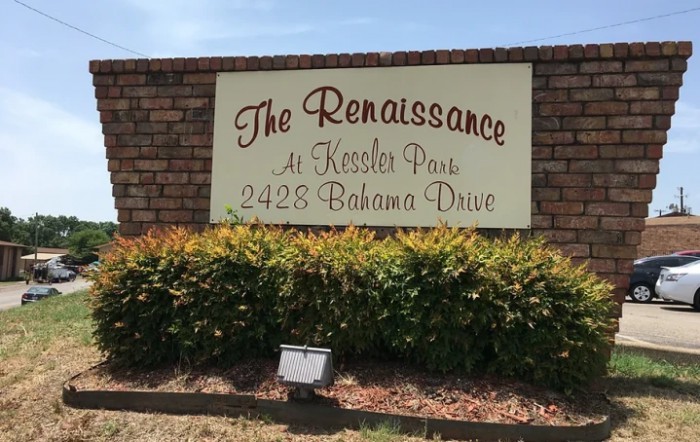 The Renaissance
At Kessler Park
2428 Bahama Drive